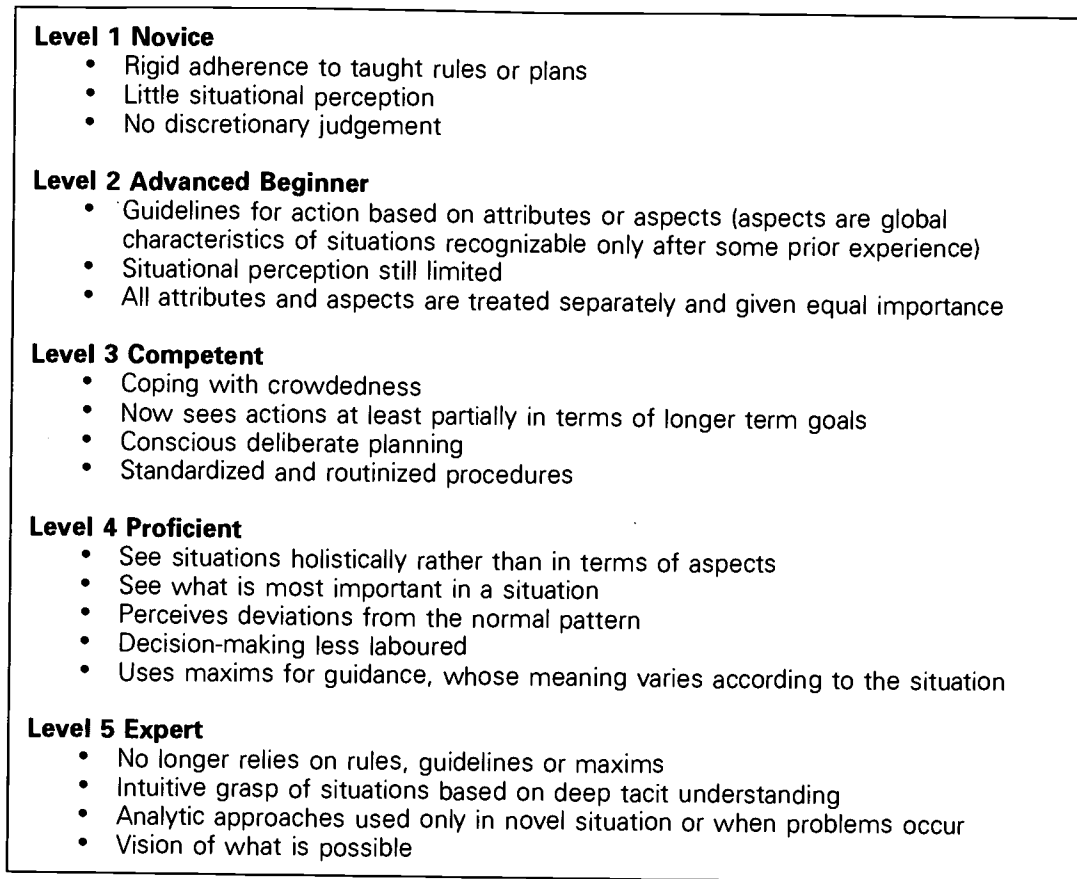 Level 1 Novice
• Rigid adherence to taught rules or plans
• Little situational perception
• No discretionary judgement
Level 2 Advanced Beginner
• Guidelines for action based on attributes or aspects (aspects are global
characteristics of situations recognizable only after some prior experience)
• Situational perception still limited
• All attributes and aspects are treated separately and given equal importance
Level 3 Competent
• Coping with crowdedness
• Now sees actions at least partially in terms of longer term goals
• Conscious deliberate planning
• Standardized and routinized procedures
Level 4 Proficient
• See situations holistically rather than in terms of aspects
• See what is most important in a situation
• Perceives deviations from the normal pattern
• Decision-making less laboured
• Uses maxims for guidance, whose meaning varies according to the situation
Level 5 Expert
• No longer relies on rules, guidelines or maxims
• Intuitive grasp of situations based on deep tacit understanding
• Analytic approaches used only in novel situation or when problems occur
• Vision of what is possible